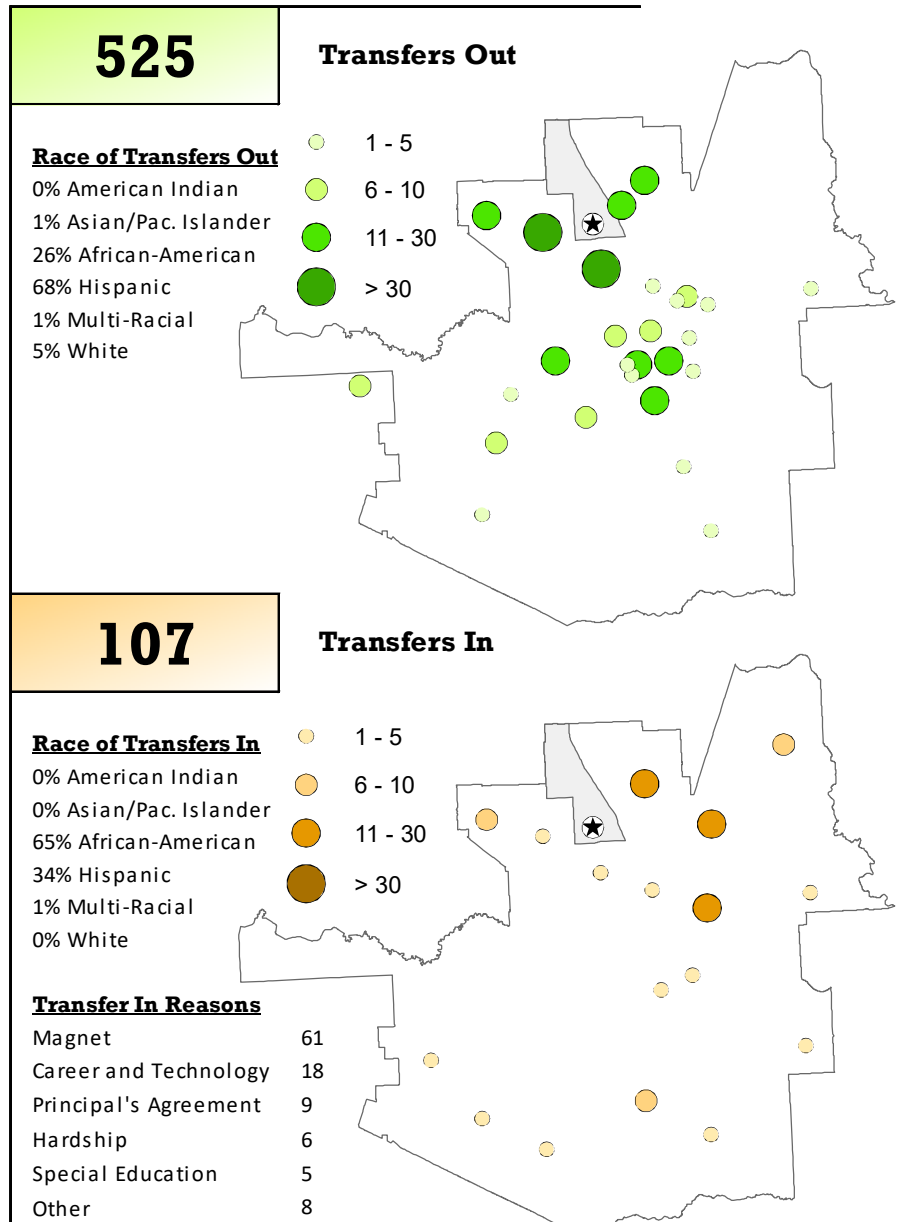 525
Transfers Out
Race of Transfers Out
0% American Indian
1% Asian/Pac. Islander
26% African-American
68% Hispanic
1% Multi-Racial
5% White
1 - 5
6 - 10
11 - 30
> 30
107
Transfers In
Race of Transfers In
0% American Indian
0% Asian/Pac. Islander
65% African-American
34% Hispanic
1% Multi-Racial
0% White
1 - 5
6 - 10
11 - 30
> 30
Transfer In Reasons
Magnet 61
Career and Technology 18
Principal's Agreement 9
Hardship 6
Special Education 5
Other 8